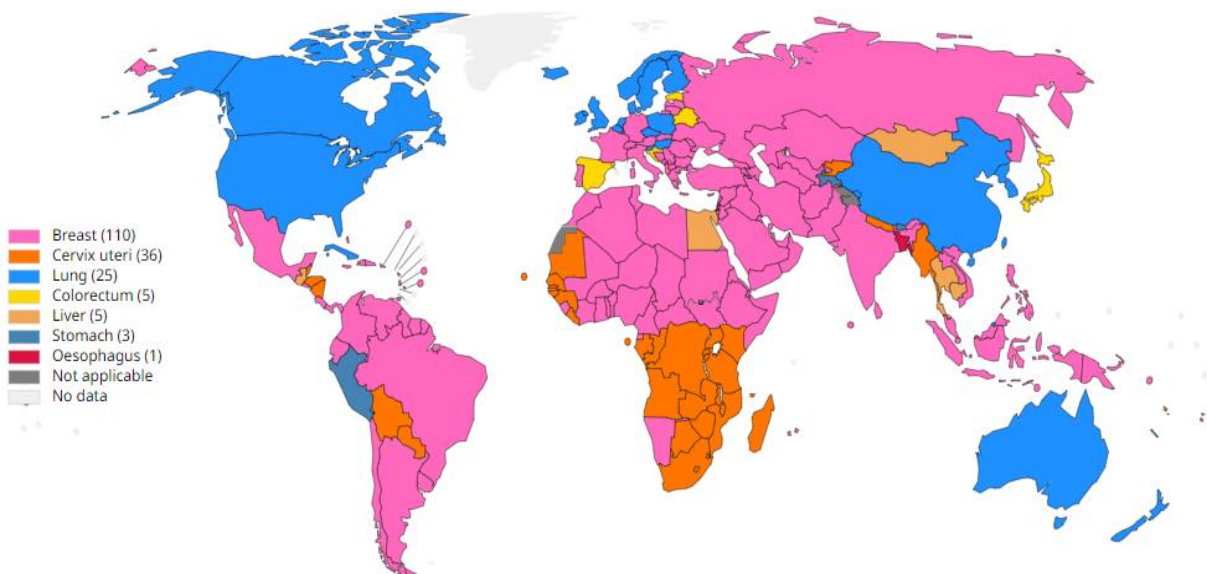 Breast (110)
Cervix uteri (36)
Lung (25)
Colorectum (5)
Liver (5)
Stomach (3)
Oesophagus (1)
Not applicable
No data